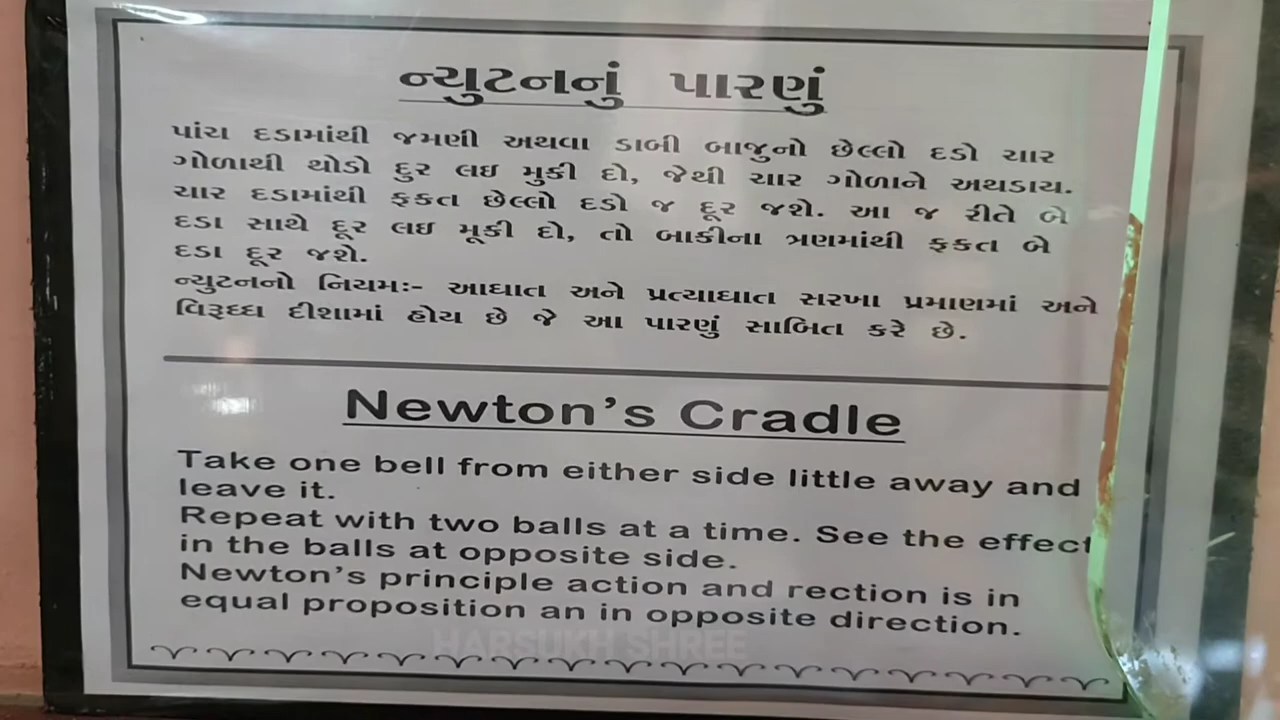 ન્યુટનનું પારણું
પાંચ દડામાંથી જમણી અથવા ડાબી બાજુનો છેલ્લો દડો ચાર
ગોળાથી થોડો દુર લઇ મુકી દો, જેથી ચાર ગોળાને અથડાય.
ચાર દડામાંથી ફકત છેલ્લો દડો જ દૂર જશે. આ જ રીતે બે
દડા સાથે દૂર લઇ મૂકી દો, તો બાકીના ત્રણમાંથી ફકત બે
દડા દૂર જશે.
ન્યુટનનો નિયમઃ- આઘાત અને પ્રત્યાઘાત સરખા પ્રમાણમાં અને
વિરૂધ્ધ દીશામાં હોય છે જે આ પારણું સાબિત કરે છે.
Newton's Cradle
Take one bell from either side little away and
leave it.
Repeat with two balls at a time. See the effect
in the balls at opposite side.
Newton's principle action and rection is in
equal proposition an in opposite direction.
HARSUKH SHREE